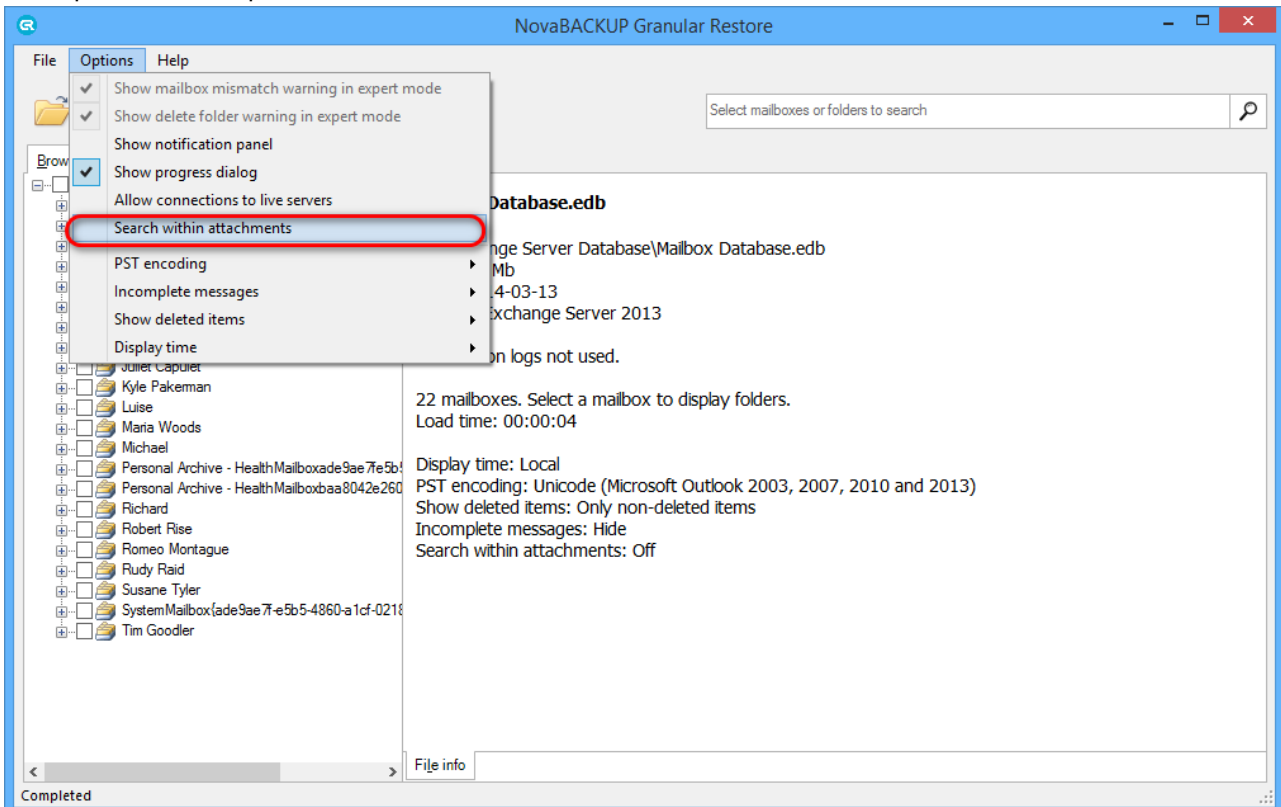 NovaBACKUP Granular Restore
File Options Help
Show mailbox mismatch warning in expert mode
Show delete folder warning in expert mode
Show notification panel
Show progress dialog
Allow connections to live servers
Search within attachments
PST encoding
Incomplete messages
Show deleted items
Display time
Select mailboxes or folders to search
Brow
Juliet Capulet
Kyle Pakerman
Luise
Maria Woods
Michael
Personal Archive - HealthMailboxade9ae7fe5b5
Personal Archive - HealthMailboxbaa8042e260
Richard
Robert Rise
Romeo Montague
Rudy Raid
Susane Tyler
SystemMailbox{ade9ae7f-e5b5-4860-a1cf-0218
Tim Goodler
Database.edb
nge Server Database\Mailbox Database.edb
Mb
4-03-13
Exchange Server 2013
on logs not used.
22 mailboxes. Select a mailbox to display folders.
Load time: 00:00:04
Display time: Local
PST encoding: Unicode (Microsoft Outlook 2003, 2007, 2010 and 2013)
Show deleted items: Only non-deleted items
Incomplete messages: Hide
Search within attachments: Off
File info
Completed